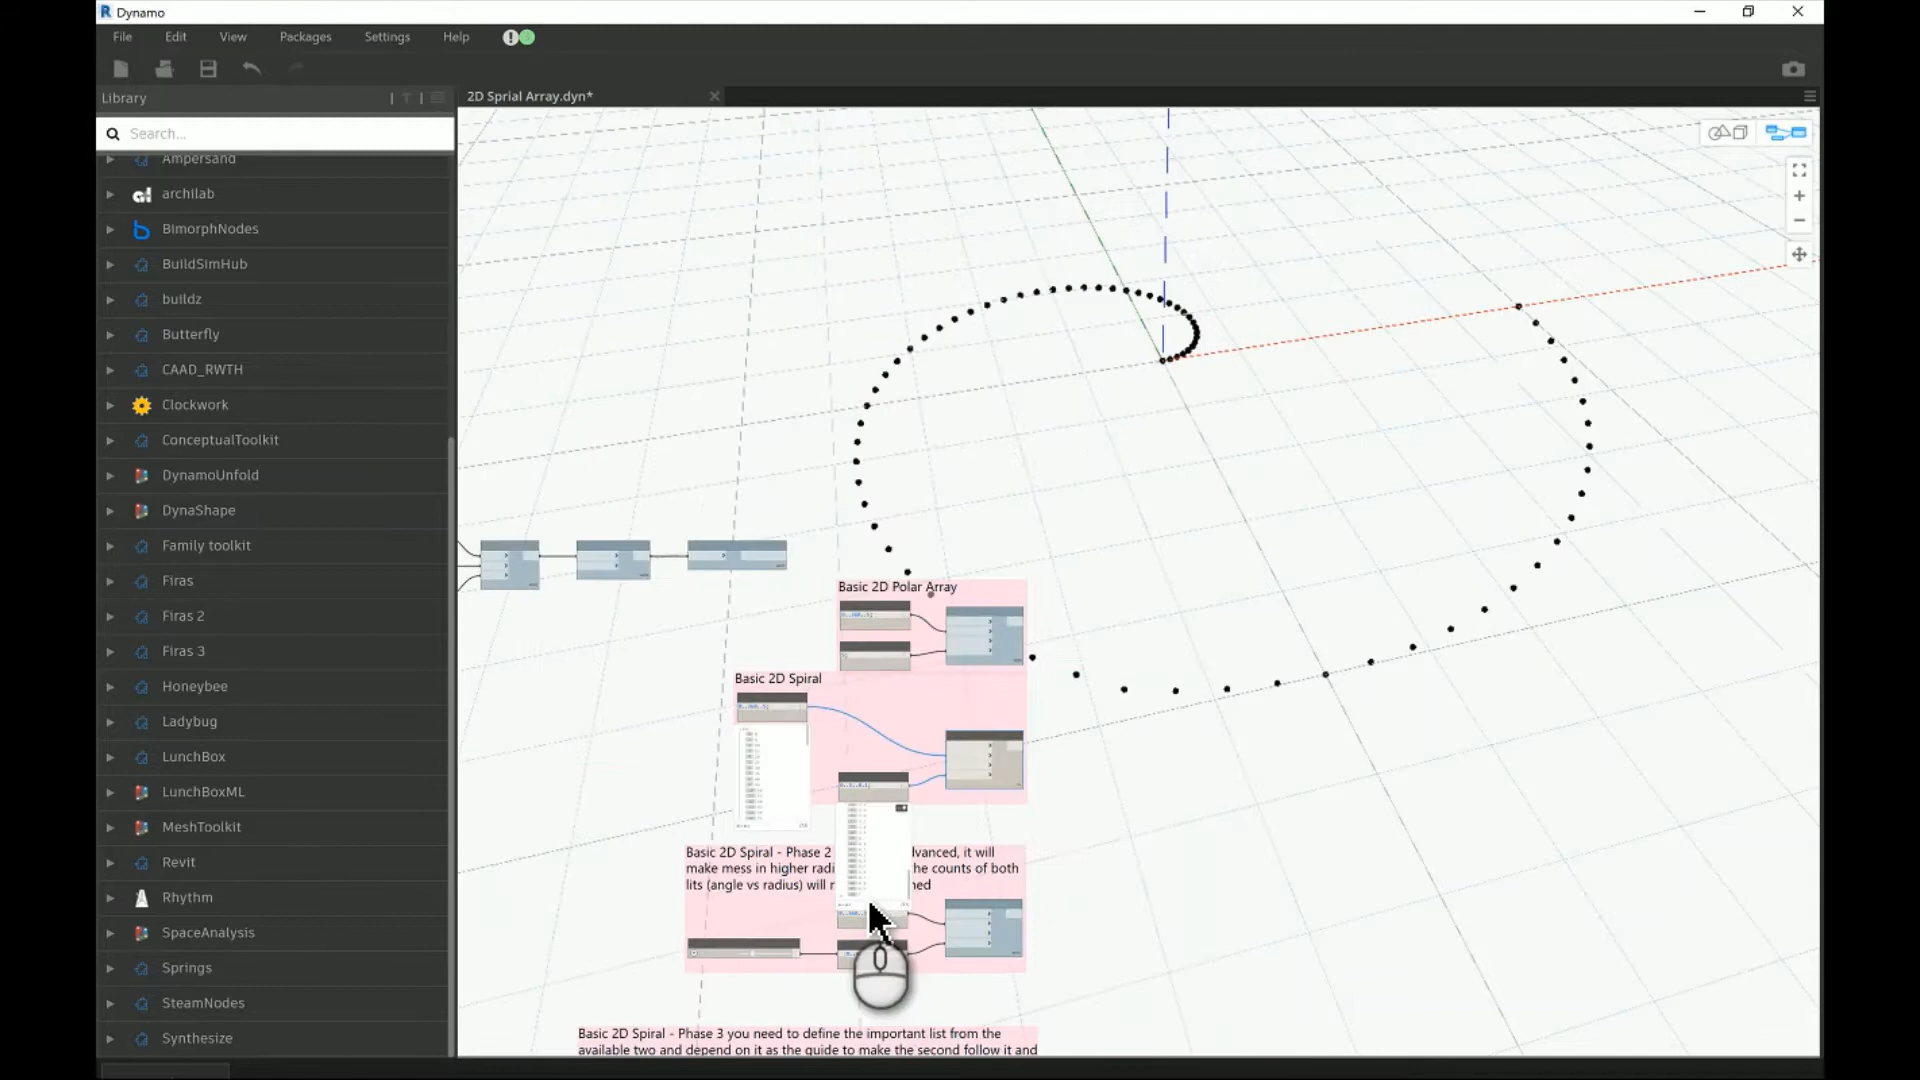 Dynamo
File Edit View Packages Settings Help
Library
2D Sprial Array.dyn*
Search...
Ampersand
archilab
BimorphNodes
BuildSimHub
buildz
Butterfly
CAAD_RWTH
Clockwork
ConceptualToolkit
DynamoUnfold
DynaShape
Family toolkit
Firas
Firas 2
Firas 3
Honeybee
Ladybug
LunchBox
LunchBoxML
MeshToolkit
Revit
Rhythm
SpaceAnalysis
Springs
SteamNodes
Synthesize
Basic 2D Polar Array
Basic 2D Spiral
Basic 2D Spiral - Phase 2 it will
make mess in higher counts of both
lits (angle vs radius) will
Basic 2D Spiral - Phase 3 you need to define the important list from the
available two and depend on it as the guide to make the second follow it and